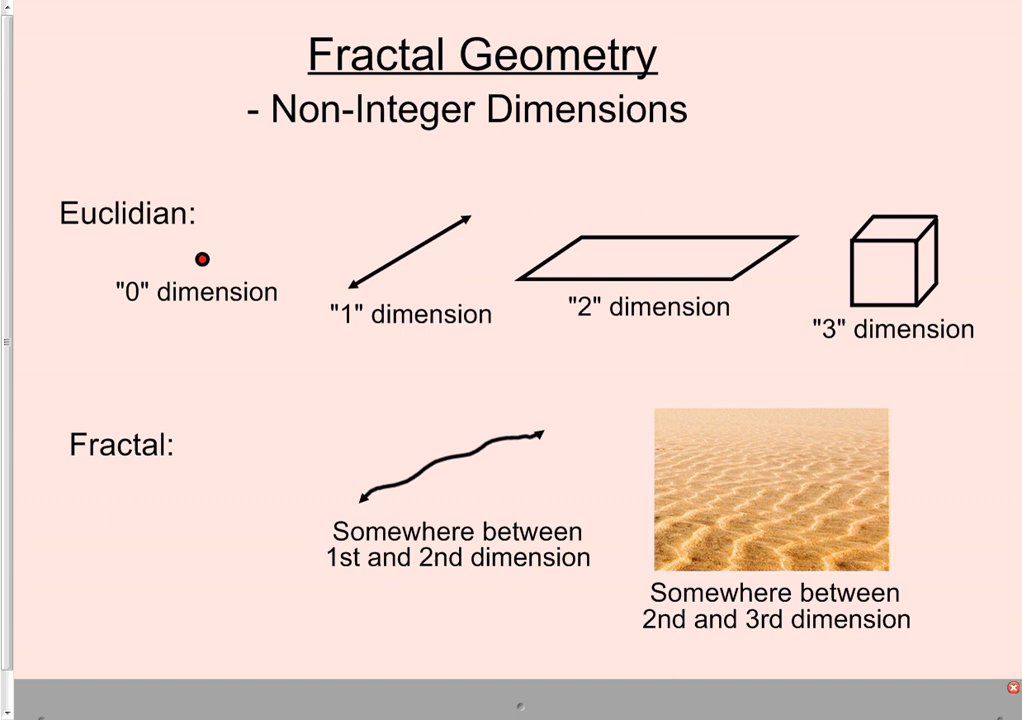 Fractal Geometry
- Non-Integer Dimensions
Euclidian:
"0" dimension
"1" dimension
"2" dimension
"3" dimension
Fractal:
Somewhere between
1st and 2nd dimension
Somewhere between
2nd and 3rd dimension